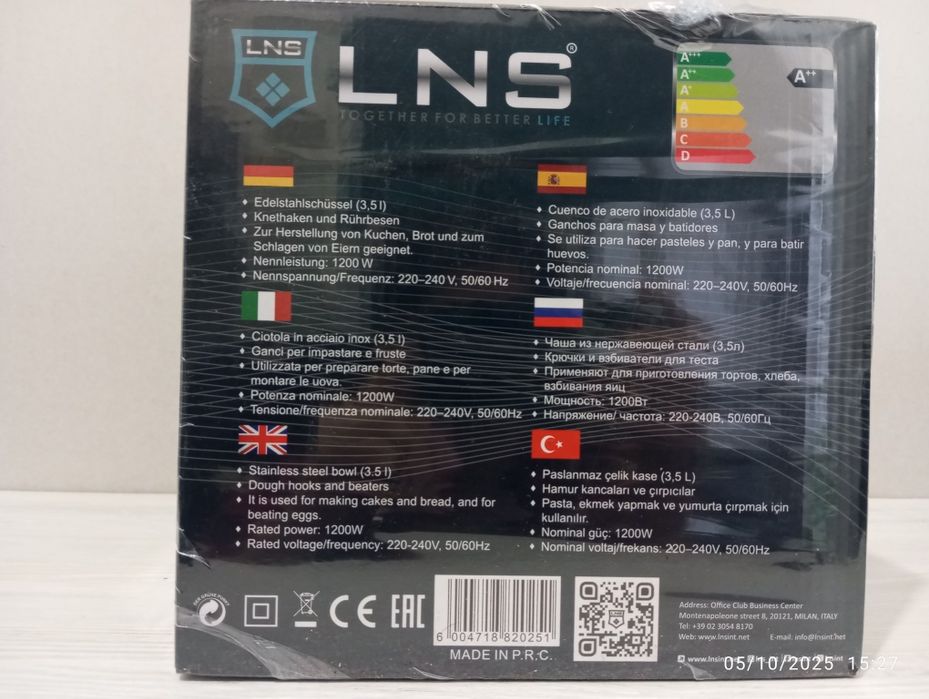 LNS
LNS®
TOGETHER FOR BETTER LIFE
A+++
A++
A+
A
B
C
D
A++
Edelstahlschüssel (3,5 l)
Knethaken und Rührbesen
Zur Herstellung von Kuchen, Brot und zum
Schlagen von Eiern geeignet.
Nennleistung: 1200 W
Nennspannung/Frequenz: 220–240 V, 50/60 Hz
Cuenco de acero inoxidable (3,5 L)
Ganchos para masa y batidores
Se utiliza para hacer pasteles y pan, y para batir
huevos.
Potencia nominal: 1200W
Voltaje/frecuencia nominal: 220–240V, 50/60Hz
Ciotola in acciaio inox (3,5 l)
Ganci per impastare e fruste
Utilizzata per preparare torte, pane e per
montare le uova.
Potenza nominale: 1200W
Tensione/frequenza nominale: 220–240V, 50/60Hz
Чаша из нержавеющей стали (3,5л)
Крючки и взбиватели для теста
Применяют для приготовления тортов, хлеба,
взбивания яиц
Мощность: 1200Вт
Напряжение/ частота: 220-240В, 50/60Гц
Stainless steel bowl (3.5 l)
Dough hooks and beaters
It is used for making cakes and bread, and for
beating eggs.
Rated power: 1200W
Rated voltage/frequency: 220-240V, 50/60Hz
Paslanmaz çelik kase (3,5 L)
Hamur kancaları ve çırpıcılar
Pasta, ekmek yapmak ve yumurta çırpmak için
kullanılır.
Nominal güç: 1200W
Nominal voltaj/frekans: 220–240V, 50/60Hz
DER GRÜNE PUNKT
CE
EAC
6 004718 820251
MADE IN P.R.C.
LNS
Address: Office Club Business Center
Montenapoleone street 8, 20121, MILAN, ITALY
Tel: +39 02 3054 8170
Web: www.lnsint.net E-mail: info@lnsint.net
05/10/2025 15:27